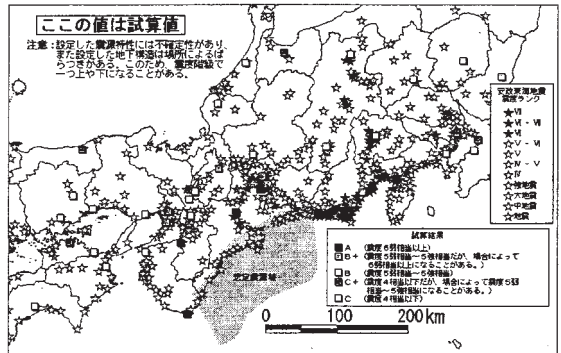 ここの値は試算値
注意：設定した震源特性には不確定性があり、
また設定した地下構造は場所によるば
らつきがある。このため、震度階級で
一つ上や下になることがある。
安政東海地震
震度ランク
★ Ⅶ
★ Ⅵ - Ⅶ
★ Ⅵ
☆ Ⅴ - Ⅵ
☆ Ⅴ
☆ Ⅳ - Ⅴ
☆ Ⅳ
☆ 強地震
☆ 大地震
☆ 中地震
☆ 地震
想定震源域
試算結果
A （震度6弱相当以上）
B+（震度5弱相当〜5強相当だが、場合によって
6弱相当以上になることがある。）
B （震度5弱相当〜5強相当）
C+（震度4相当以下だが、場合によって震度5弱
相当〜5強相当になることがある。）
C （震度4相当以下）
0 100 200km